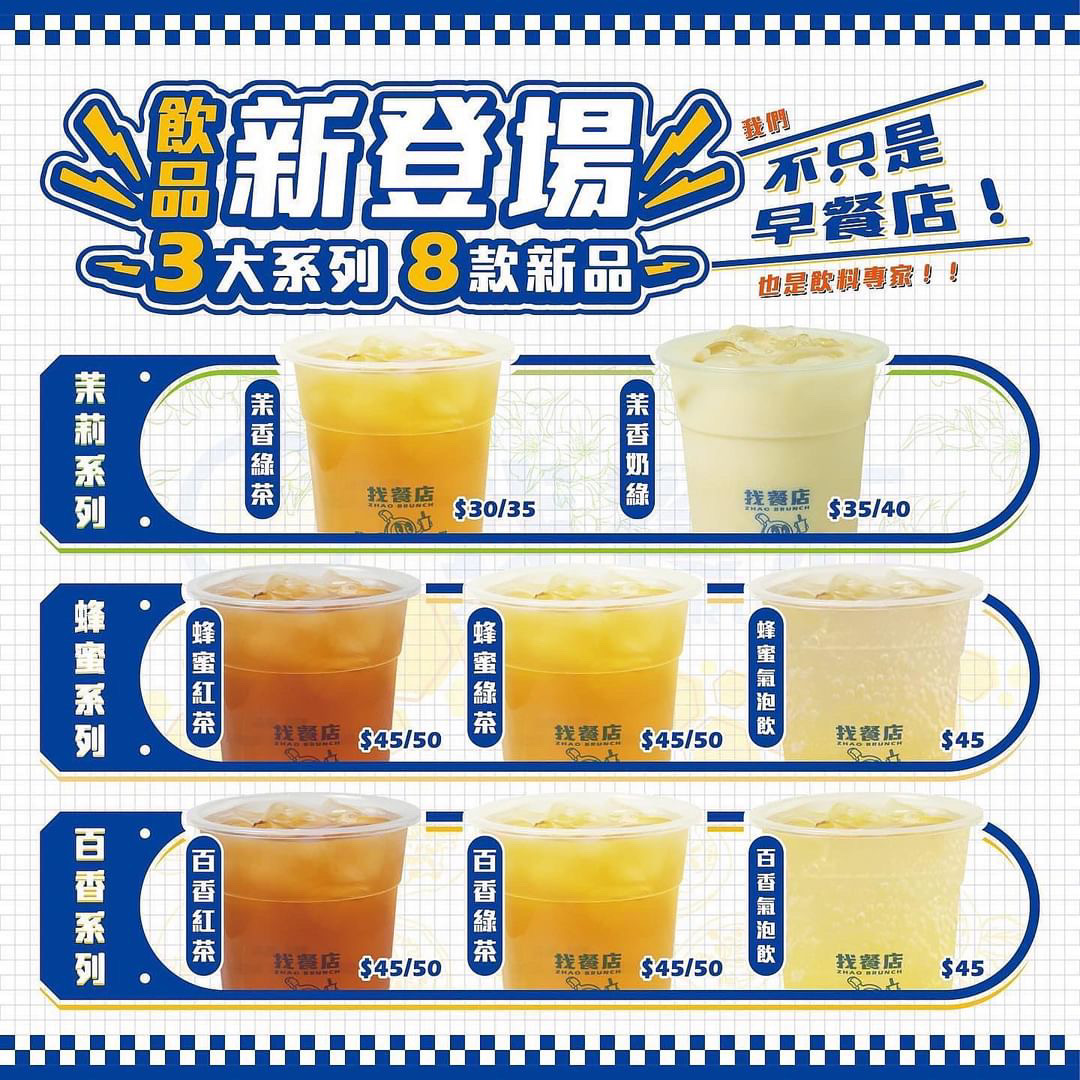 飲品新登場
3大系列 8款新品
我們
不只是
早餐店！
也是飲料專家！！
茉莉系列
茉香綠茶
找餐店
ZHAO BRUNCH
$30/35
茉香奶綠
找餐店
ZHAO BRUNCH
$35/40
蜂蜜系列
蜂蜜紅茶
找餐店
ZHAO BRUNCH
$45/50
蜂蜜綠茶
找餐店
ZHAO BRUNCH
$45/50
蜂蜜氣泡飲
找餐店
ZHAO BRUNCH
$45
百香系列
百香紅茶
找餐店
ZHAO BRUNCH
$45/50
百香綠茶
找餐店
ZHAO BRUNCH
$45/50
百香氣泡飲
找餐店
ZHAO BRUNCH
$45